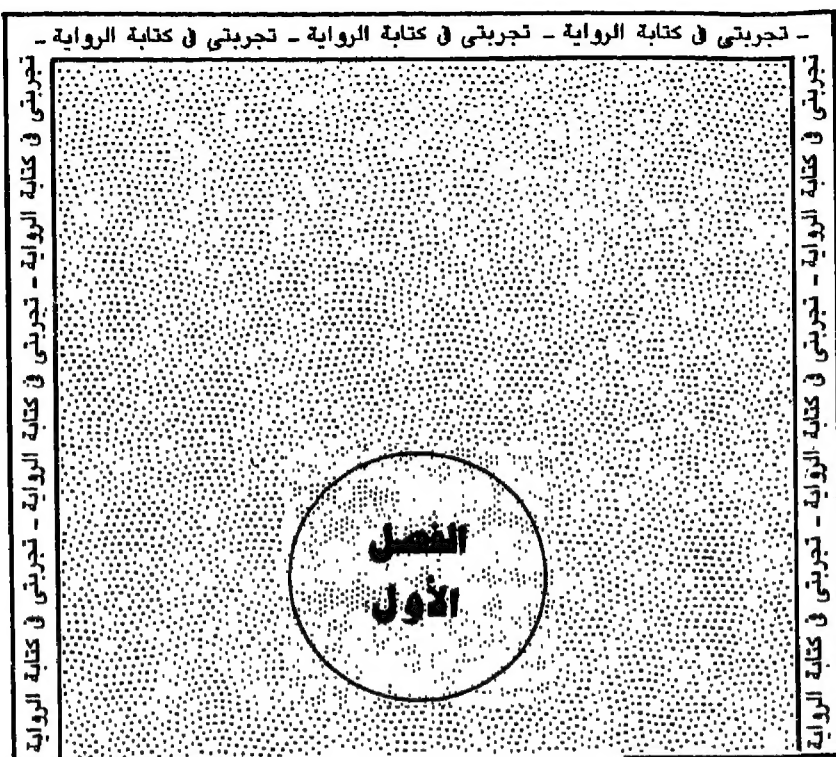 ـ تجربتى فى كتابة الرواية ـ تجربتى فى كتابة الرواية ـ تجربتى فى كتابة الرواية ـ
تجربتى فى كتابة الرواية ـ تجربتى فى كتابة الرواية ـ تجربتى فى كتابة الرواية
تجربتى فى كتابة الرواية ـ تجربتى فى كتابة الرواية ـ تجربتى فى كتابة الرواية
الفصل
الأول